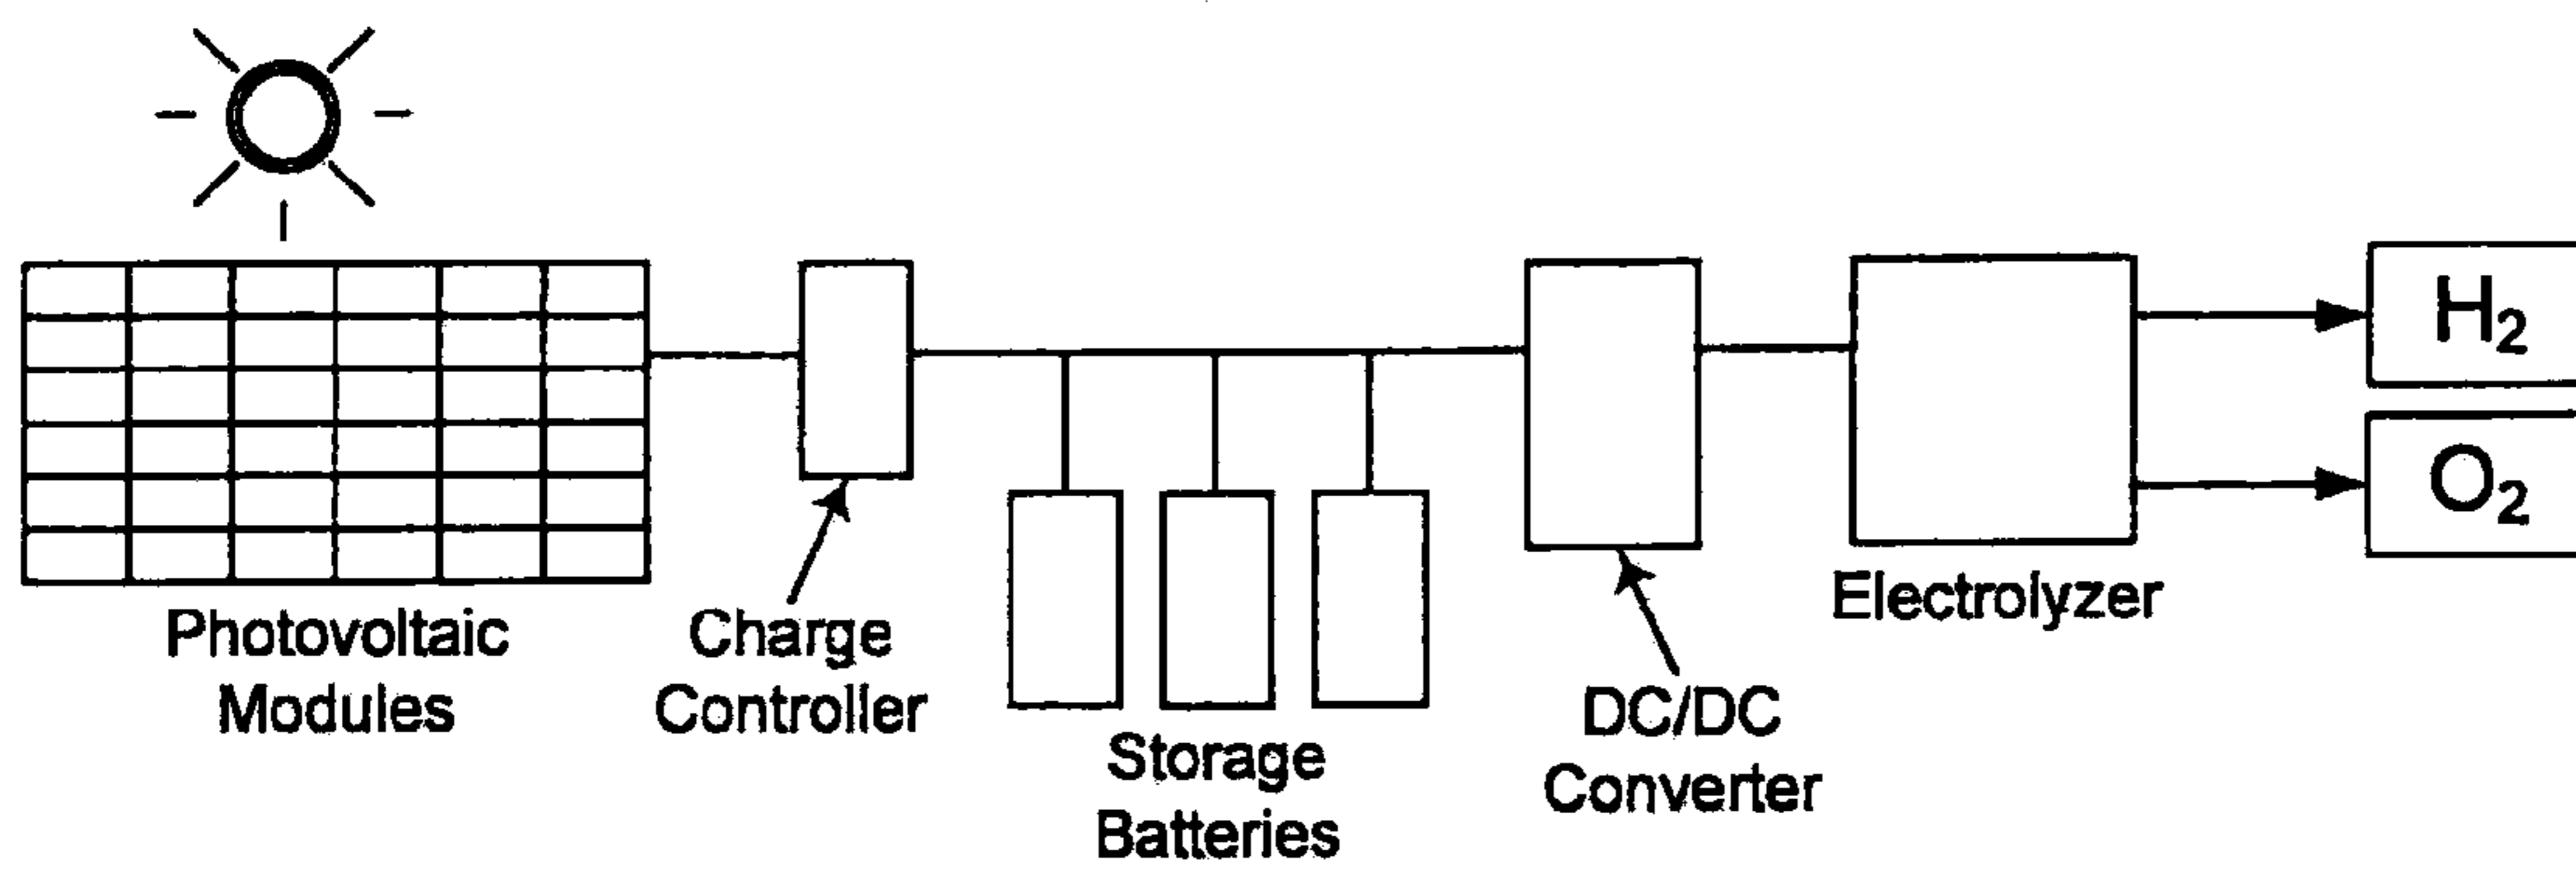 Photovoltaic
Modules
Charge
Controller
Storage
Batteries
DC/DC
Converter
Electrolyzer
H₂
O₂